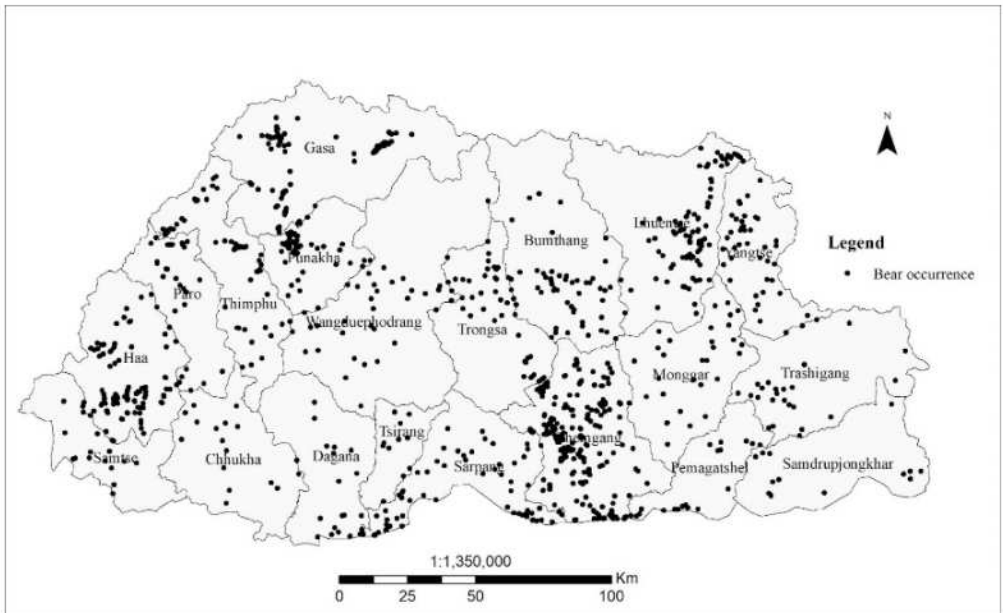 N
Gasa
Lhuentse
Bumthang
Yangtse
Legend
Punakha
Bear occurrence
Paro
Thimphu
Wangduephodrang
Trongsa
Haa
Monggar
Trashigang
Tsirang
Zhemgang
Samtse
Chhukha
Dagana
Sarpang
Pemagatshel
Samdrupjongkhar
1:1,350,000
Km
0 25 50 100